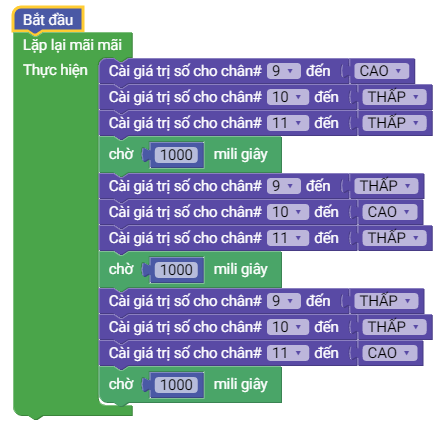 Bắt đầu
Lặp lại mãi mãi
Thực hiện Cài giá trị số cho chân# 9 đến CAO
Cài giá trị số cho chân# 10 đến THẤP
Cài giá trị số cho chân# 11 đến THẤP
chờ 1000 mili giây
Cài giá trị số cho chân# 9 đến THẤP
Cài giá trị số cho chân# 10 đến CAO
Cài giá trị số cho chân# 11 đến THẤP
chờ 1000 mili giây
Cài giá trị số cho chân# 9 đến THẤP
Cài giá trị số cho chân# 10 đến THẤP
Cài giá trị số cho chân# 11 đến CAO
chờ 1000 mili giây